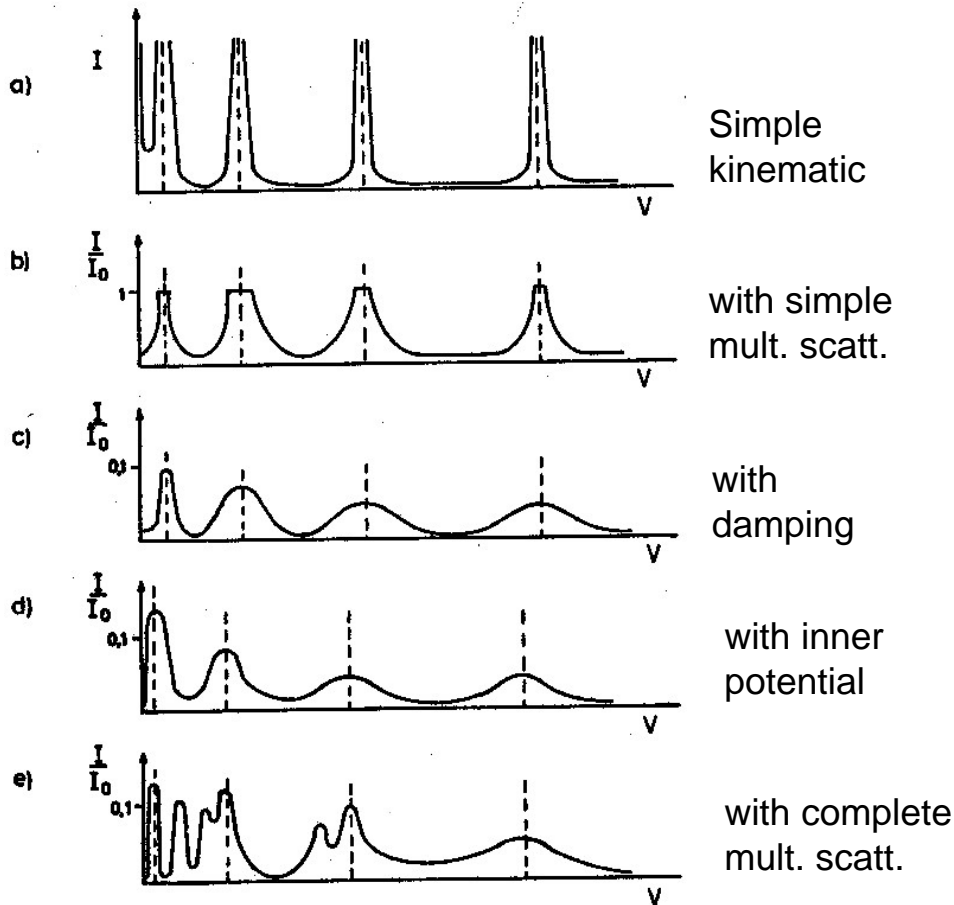 a)
I
Simple
kinematic
V
b)
I
I₀
1
with simple
mult. scatt.
V
c)
I
I₀
0,1
with
damping
V
d)
I
I₀
0,1
with inner
potential
V
e)
I
I₀
0,1
with complete
mult. scatt.
V